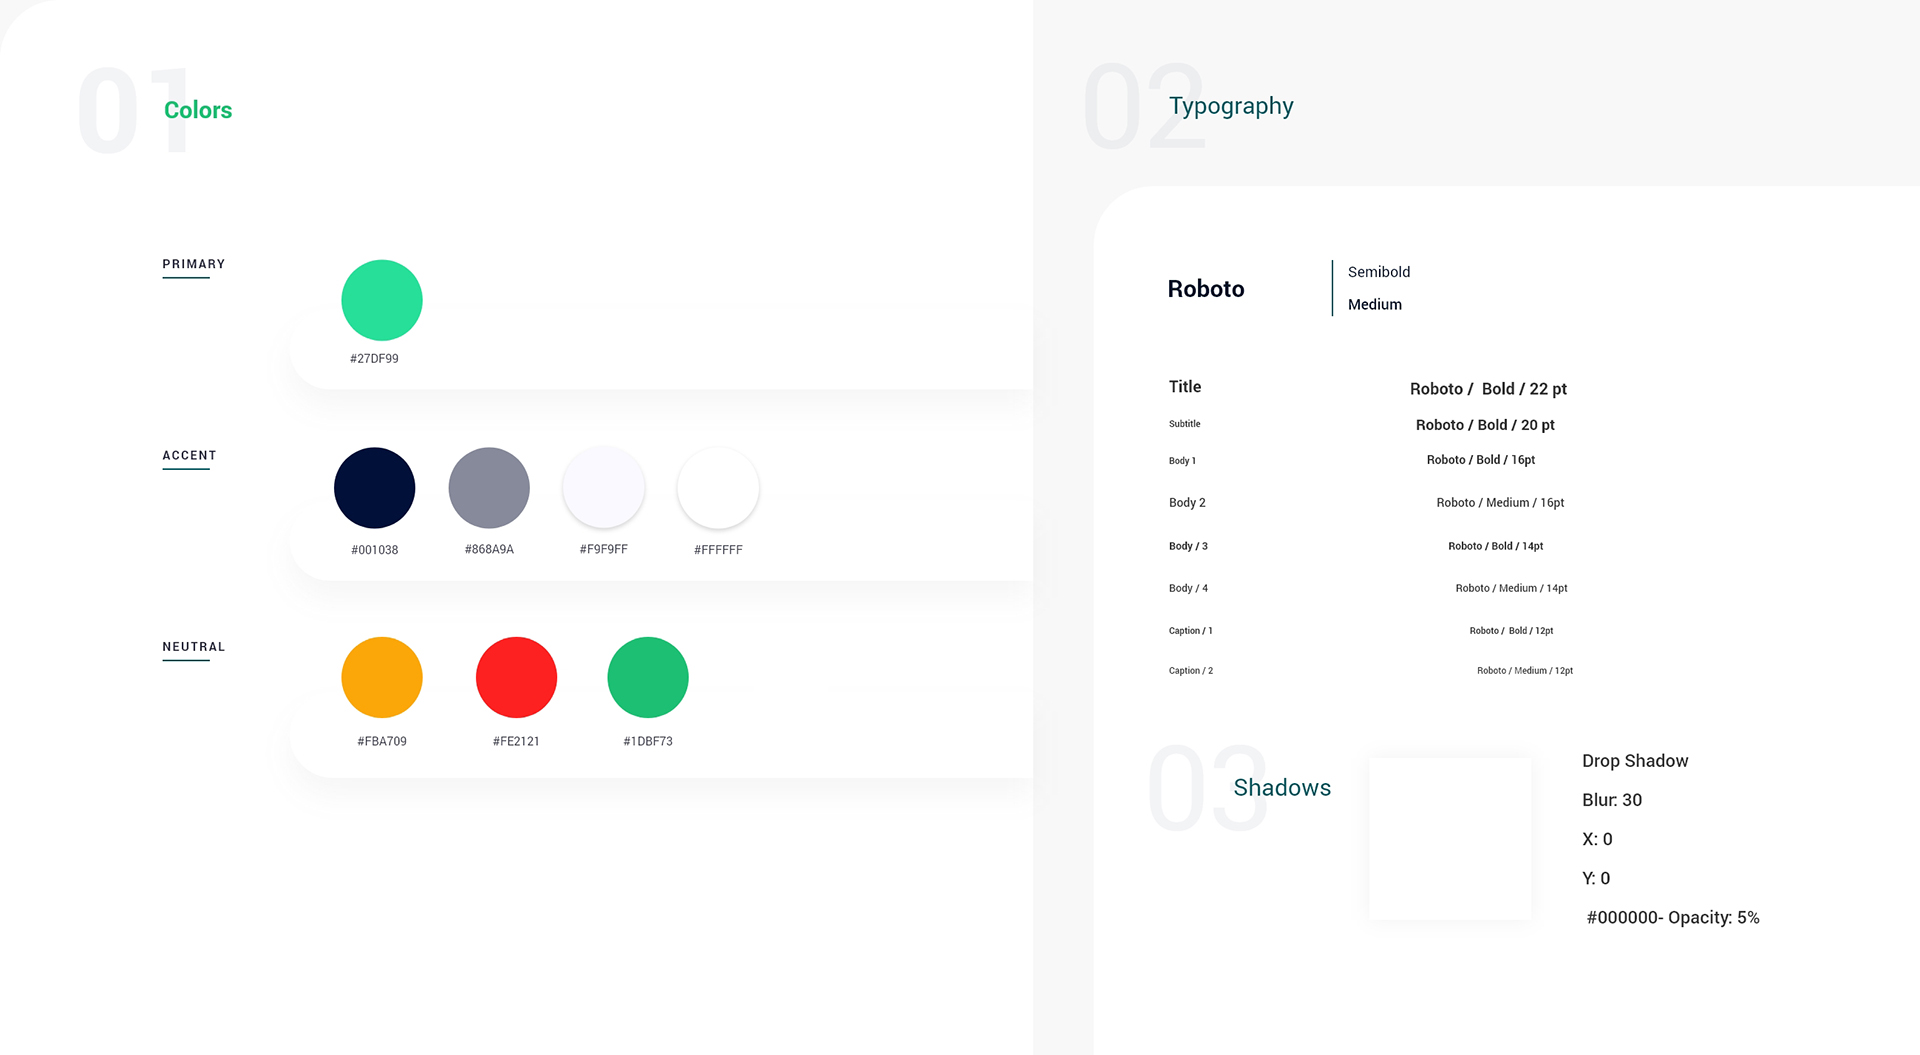 01
Colors
PRIMARY
#27DF99
ACCENT
#001038
#868A9A
#F9F9FF
#FFFFFF
NEUTRAL
#FBA709
#FE2121
#1DBF73
02
Typography
Roboto
Semibold
Medium
Title
Roboto /  Bold / 22 pt
Subtitle
Roboto / Bold / 20 pt
Body 1
Roboto / Bold / 16pt
Body 2
Roboto / Medium / 16pt
Body / 3
Roboto / Bold / 14pt
Body / 4
Roboto / Medium / 14pt
Caption / 1
Roboto /  Bold / 12pt
Caption / 2
Roboto / Medium / 12pt
03
Shadows
Drop Shadow
Blur: 30
X: 0
Y: 0
#000000- Opacity: 5%